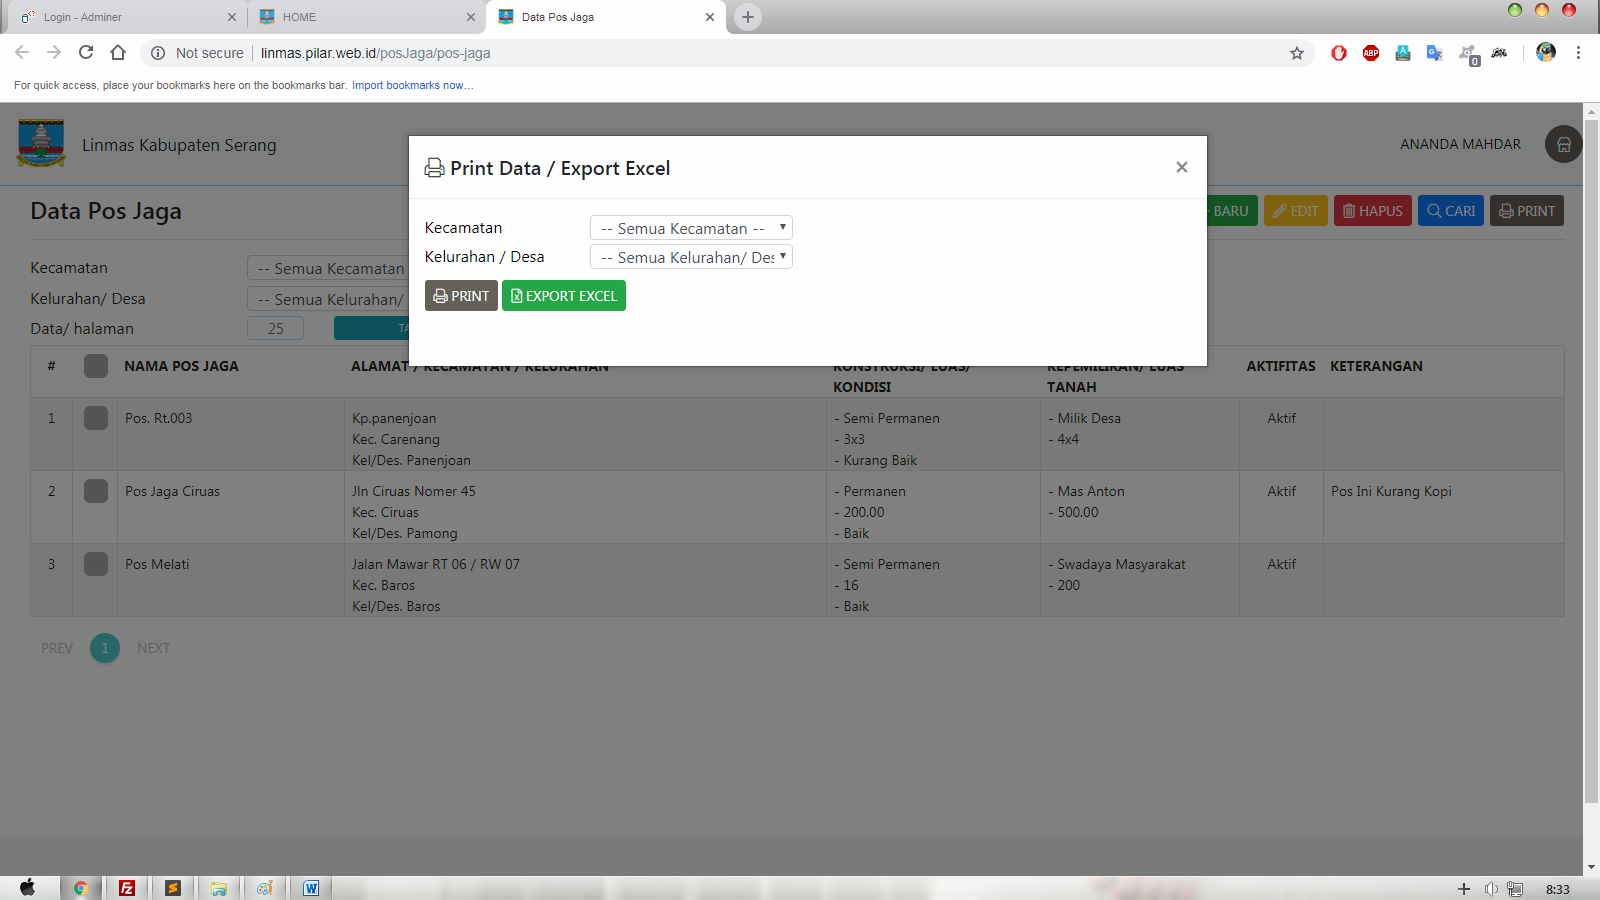 Login - Adminer
HOME
Data Pos Jaga
Not secure
linmas.pilar.web.id/posJaga/pos-jaga
ABP
0
For quick access, place your bookmarks here on the bookmarks bar. Import bookmarks now...
Linmas Kabupaten Serang
ANANDA MAHDAR
Print Data / Export Excel
Kecamatan
-- Semua Kecamatan --
Kelurahan / Desa
-- Semua Kelurahan/ Des
PRINT
EXPORT EXCEL
Data Pos Jaga
BARU
EDIT
HAPUS
CARI
PRINT
Kecamatan
-- Semua Kecamatan
Kelurahan/ Desa
-- Semua Kelurahan/
Data/ halaman
25
TA
# NAMA POS JAGA ALAMAT / KECAMATAN / KELURAHAN KONSTRUKSI/ LUAS/ KEPEMILIKAN/ LUAS AKTIFITAS KETERANGAN
KONDISI TANAH
1 Pos. Rt.003 Kp.panenjoan - Semi Permanen - Milik Desa Aktif
Kec. Carenang - 3x3 - 4x4
Kel/Des. Panenjoan - Kurang Baik
2 Pos Jaga Ciruas Jln Ciruas Nomer 45 - Permanen - Mas Anton Aktif Pos Ini Kurang Kopi
Kec. Ciruas - 200.00 - 500.00
Kel/Des. Pamong - Baik
3 Pos Melati Jalan Mawar RT 06 / RW 07 - Semi Permanen - Swadaya Masyarakat Aktif
Kec. Baros - 16 - 200
Kel/Des. Baros - Baik
PREV 1 NEXT
8:33